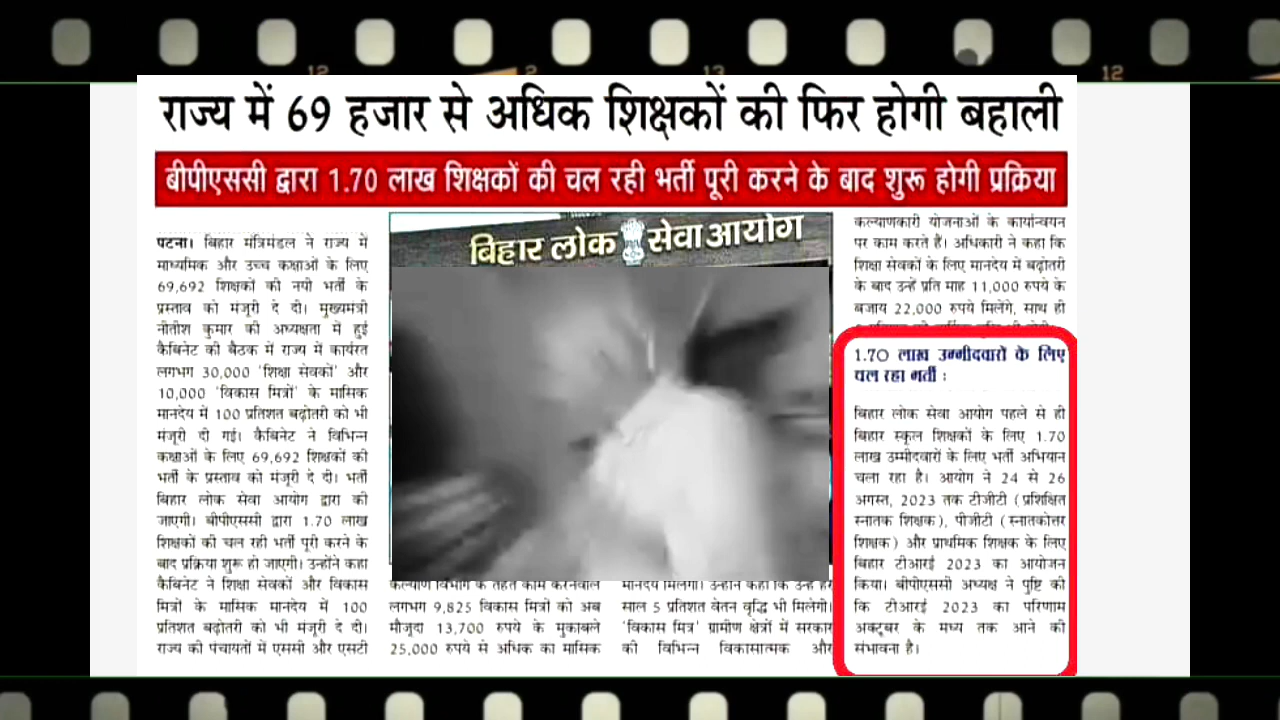 12 2 13 12
राज्य में 69 हजार से अधिक शिक्षकों की फिर होगी बहाली
बीपीएससी द्वारा 1.70 लाख शिक्षकों की चल रही भर्ती पूरी करने के बाद शुरू होगी प्रक्रिया
पटना। बिहार मंत्रिमंडल ने राज्य में
माध्यमिक और उच्च कक्षाओं के लिए
69,692 शिक्षकों की नयी भर्ती के
प्रस्ताव को मंजूरी दे दी। मुख्यमंत्री
नीतीश कुमार की अध्यक्षता में हुई
कैबिनेट की बैठक में राज्य में कार्यरत
लगभग 30,000 'शिक्षा सेवकों' और
10,000 'विकास मित्रों' के मासिक
मानदेय में 100 प्रतिशत बढ़ोतरी को भी
मंजूरी दी गई। कैबिनेट ने विभिन्न
कक्षाओं के लिए 69,692 शिक्षकों की
भर्ती के प्रस्ताव को मंजूरी दे दी। भर्ती
बिहार लोक सेवा आयोग द्वारा की
जाएगी। बीपीएससी द्वारा 1.70 लाख
शिक्षकों की चल रही भर्ती पूरी करने के
बाद प्रक्रिया शुरू हो जाएगी। उन्होंने कहा
कैबिनेट ने शिक्षा सेवकों और विकास
मित्रों के मासिक मानदेय में 100
प्रतिशत बढ़ोतरी को भी मंजूरी दे दी।
राज्य की पंचायतों में एससी और एसटी
बिहार लोक सेवा आयोग
कल्याण विभाग के तहत काम करनेवाले
लगभग 9,825 विकास मित्रों को अब
मौजूदा 13,700 रुपये के मुकाबले
25,000 रुपये से अधिक का मासिक
मानदेय मिलेगा। उन्होंने कहा कि उन्हें हर
साल 5 प्रतिशत वेतन वृद्धि भी मिलेगी।
'विकास मित्र' ग्रामीण क्षेत्रों में सरकार
की विभिन्न विकासात्मक और
कल्याणकारी योजनाओं के कार्यान्वयन
पर काम करते हैं। अधिकारी ने कहा कि
शिक्षा सेवकों के लिए मानदेय में बढ़ोतरी
के बाद उन्हें प्रति माह 11,000 रुपये के
बजाय 22,000 रुपये मिलेंगे, साथ ही
1.70 लाख उम्मीदवारों के लिए
चल रहा भर्ती :
बिहार लोक सेवा आयोग पहले से ही
बिहार स्कूल शिक्षकों के लिए 1.70
लाख उम्मीदवारों के लिए भर्ती अभियान
चला रहा है। आयोग ने 24 से 26
अगस्त, 2023 तक टीजीटी (प्रशिक्षित
स्नातक शिक्षक), पीजीटी (स्नातकोत्तर
शिक्षक) और प्राथमिक शिक्षक के लिए
बिहार टीआरई 2023 का आयोजन
किया। बीपीएससी अध्यक्ष ने पुष्टि की
कि टीआरई 2023 का परिणाम
अक्टूबर के मध्य तक आने की
संभावना है।